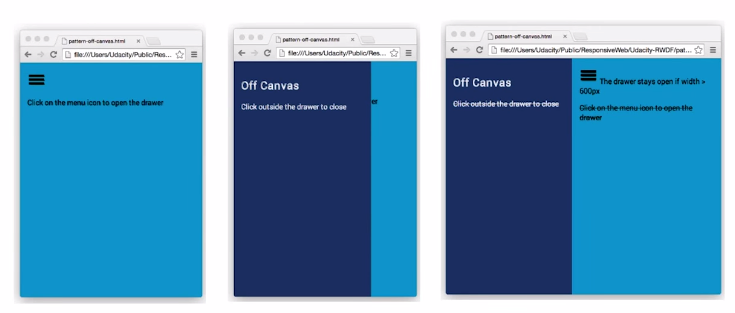 pattern-off-canvas.html
file:///Users/Udacity/Public/Res...
Click on the menu icon to open the drawer
pattern-off-canvas.html
file:///Users/Udacity/Public/Res...
Off Canvas
Click outside the drawer to close
er
pattern-off-canvas.html
file:///Users/Udacity/Public/ResponsiveWeb/Udacity-RWDF/pat...
Off Canvas
Click outside the drawer to close
The drawer stays open if width >
600px
Click on the menu icon to open the
drawer